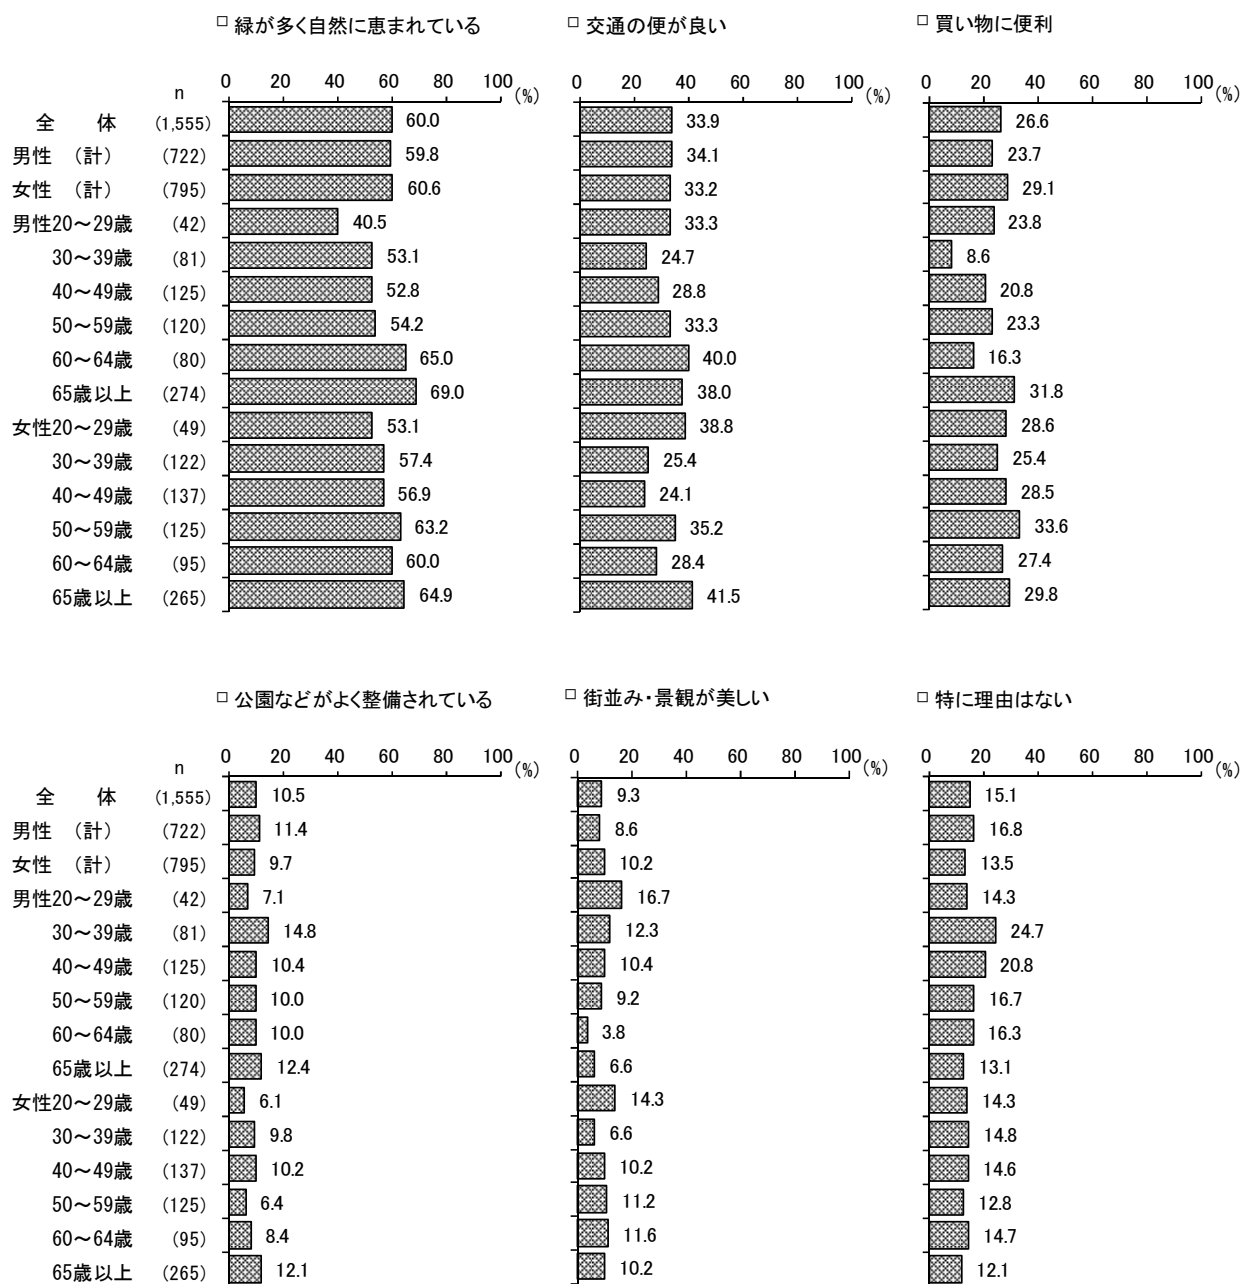 □ 緑が多く自然に恵まれている □ 交通の便が良い □ 買い物に便利
0 20 40 60 80 100 (%) 0 20 40 60 80 100 (%) 0 20 40 60 80 100 (%)
n
全 体 (1,555) 60.0 33.9 26.6
男性 (計) (722) 59.8 34.1 23.7
女性 (計) (795) 60.6 33.2 29.1
男性20～29歳 (42) 40.5 33.3 23.8
30～39歳 (81) 53.1 24.7 8.6
40～49歳 (125) 52.8 28.8 20.8
50～59歳 (120) 54.2 33.3 23.3
60～64歳 (80) 65.0 40.0 16.3
65歳以上 (274) 69.0 38.0 31.8
女性20～29歳 (49) 53.1 38.8 28.6
30～39歳 (122) 57.4 25.4 25.4
40～49歳 (137) 56.9 24.1 28.5
50～59歳 (125) 63.2 35.2 33.6
60～64歳 (95) 60.0 28.4 27.4
65歳以上 (265) 64.9 41.5 29.8
□ 公園などがよく整備されている □ 街並み・景観が美しい □ 特に理由はない
0 20 40 60 80 100 (%) 0 20 40 60 80 100 (%) 0 20 40 60 80 100 (%)
n
全 体 (1,555) 10.5 9.3 15.1
男性 (計) (722) 11.4 8.6 16.8
女性 (計) (795) 9.7 10.2 13.5
男性20～29歳 (42) 7.1 16.7 14.3
30～39歳 (81) 14.8 12.3 24.7
40～49歳 (125) 10.4 10.4 20.8
50～59歳 (120) 10.0 9.2 16.7
60～64歳 (80) 10.0 3.8 16.3
65歳以上 (274) 12.4 6.6 13.1
女性20～29歳 (49) 6.1 14.3 14.3
30～39歳 (122) 9.8 6.6 14.8
40～49歳 (137) 10.2 10.2 14.6
50～59歳 (125) 6.4 11.2 12.8
60～64歳 (95) 8.4 11.6 14.7
65歳以上 (265) 12.1 10.2 12.1